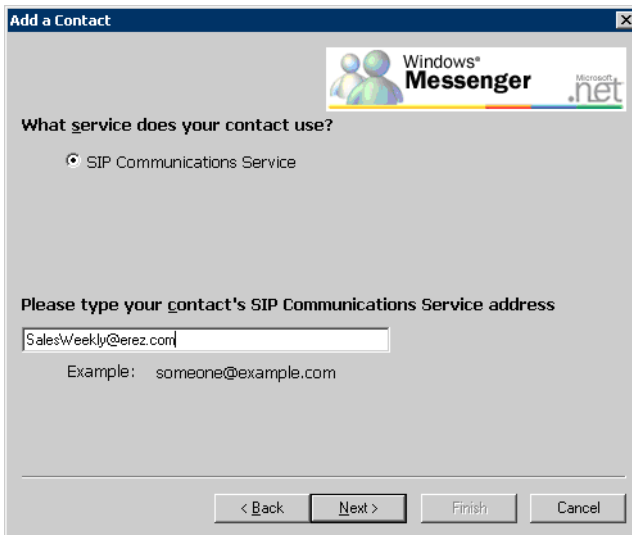 Add a Contact
Windows®
Messenger
Microsoft
.net
What service does your contact use?
SIP Communications Service
Please type your contact's SIP Communications Service address
SalesWeekly@erez.com
Example: someone@example.com
< Back Next > Finish Cancel